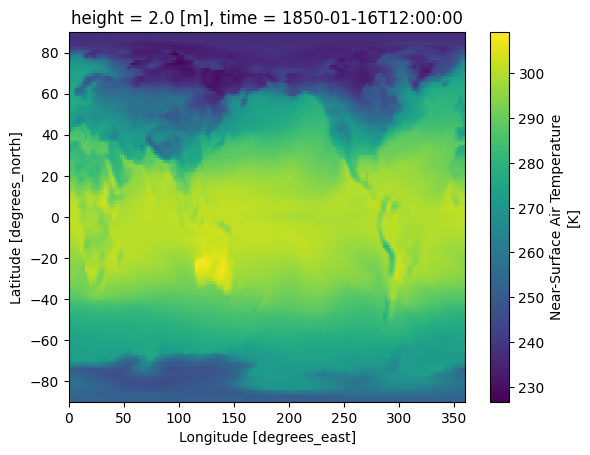 height = 2.0 [m], time = 1850-01-16T12:00:00
80
60
40
20
0
−20
−40
−60
−80
Latitude [degrees_north]
0 50 100 150 200 250 300 350
Longitude [degrees_east]
300
290
280
270
260
250
240
230
Near-Surface Air Temperature
[K]